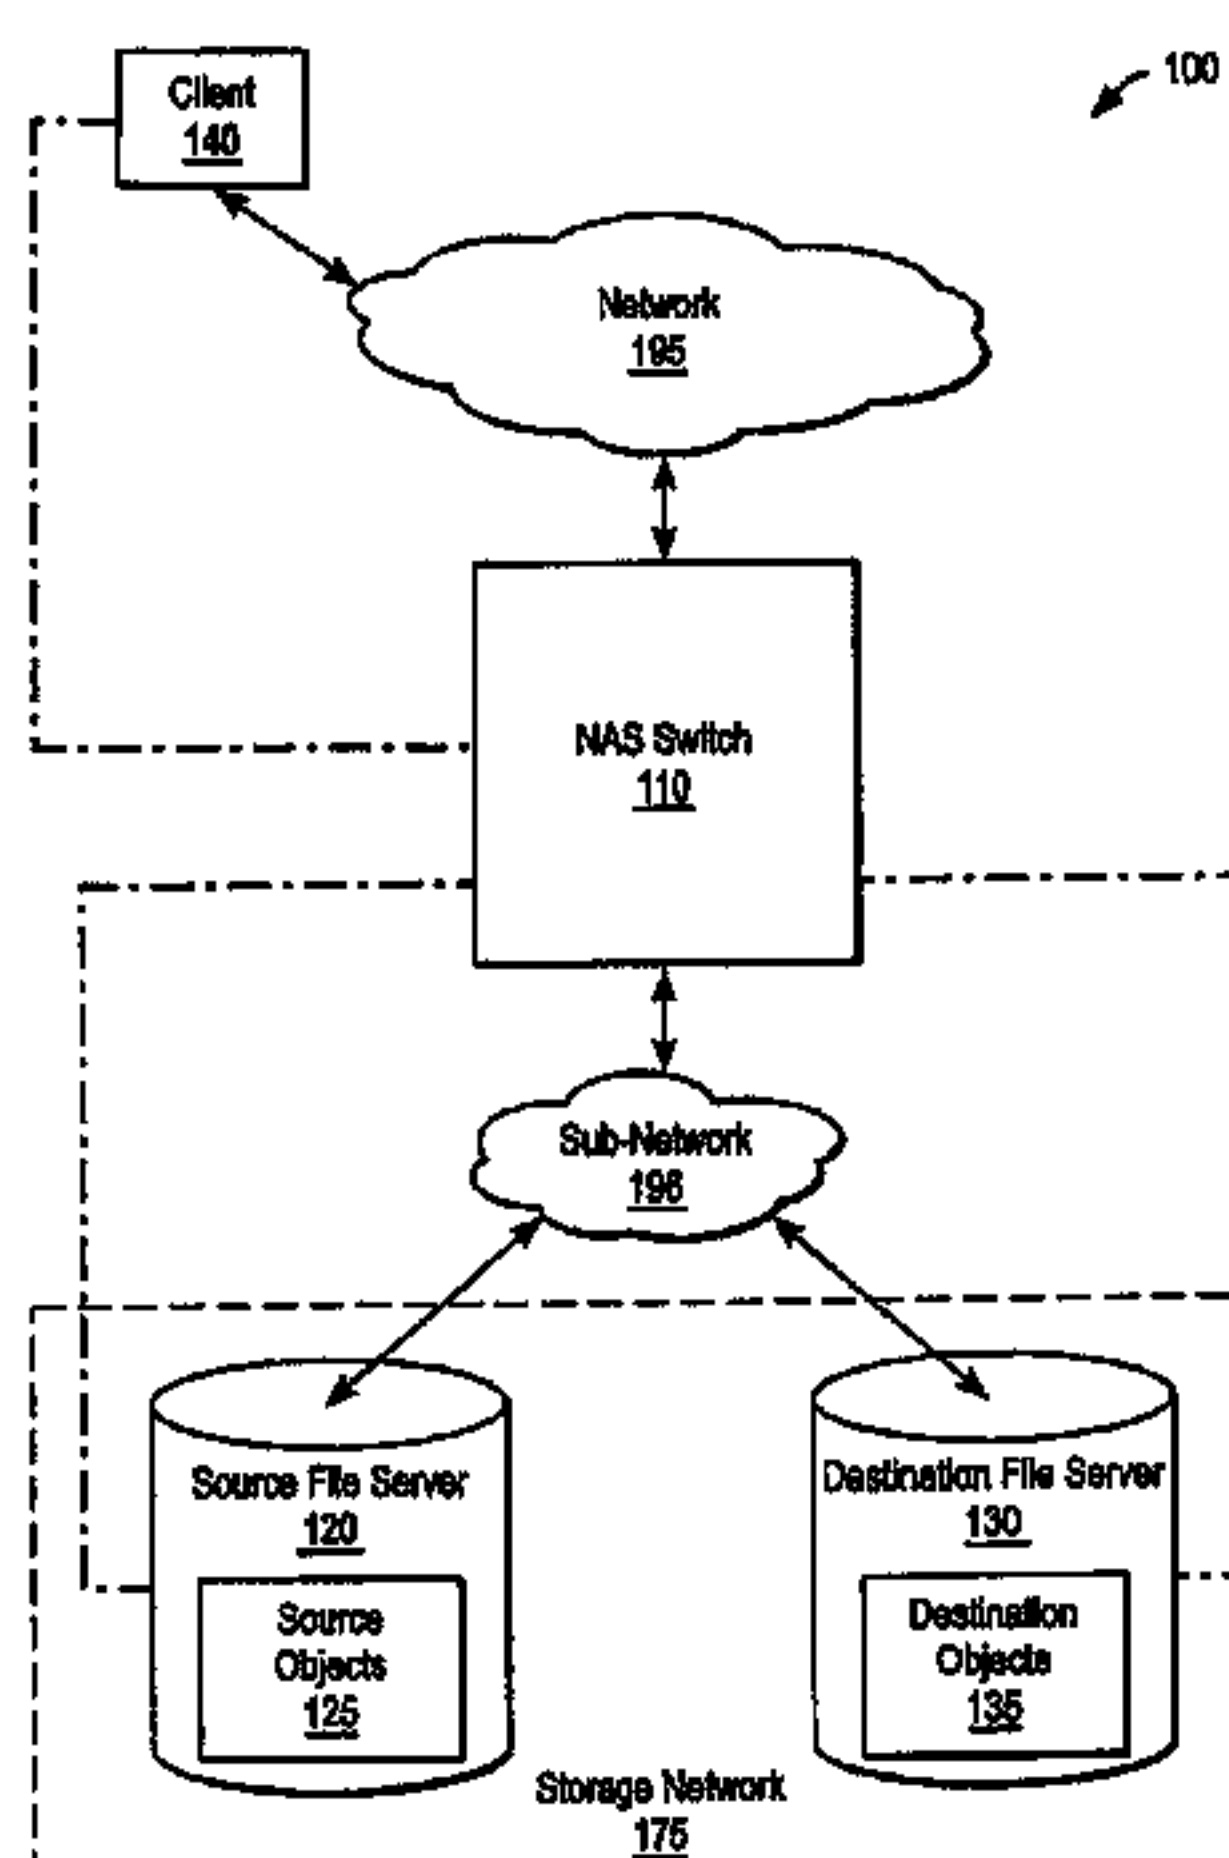 100
Client
140
Network
195
NAS Switch
110
Sub-Network
196
Source File Server
120
Source
Objects
125
Destination File Server
130
Destination
Objects
135
Storage Network
175